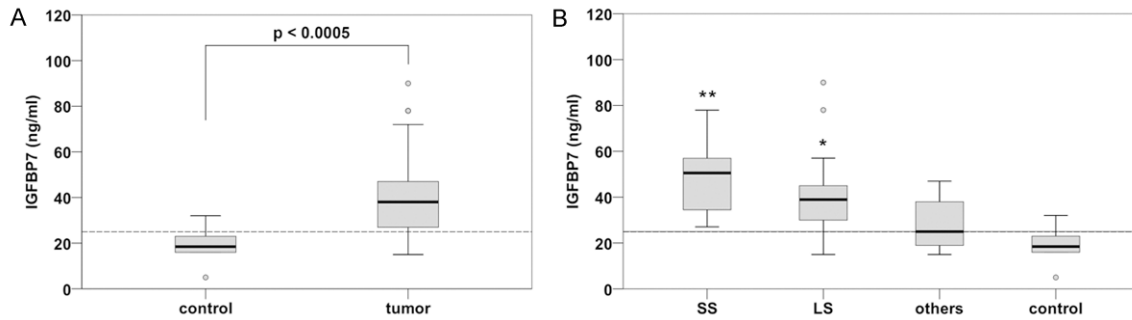 A
120
100
80
60
40
20
0
IGFBP7 (ng/ml)
p < 0.0005
control tumor
B
120
100
80
60
40
20
0
IGFBP7 (ng/ml)
**
*
SS LS others control